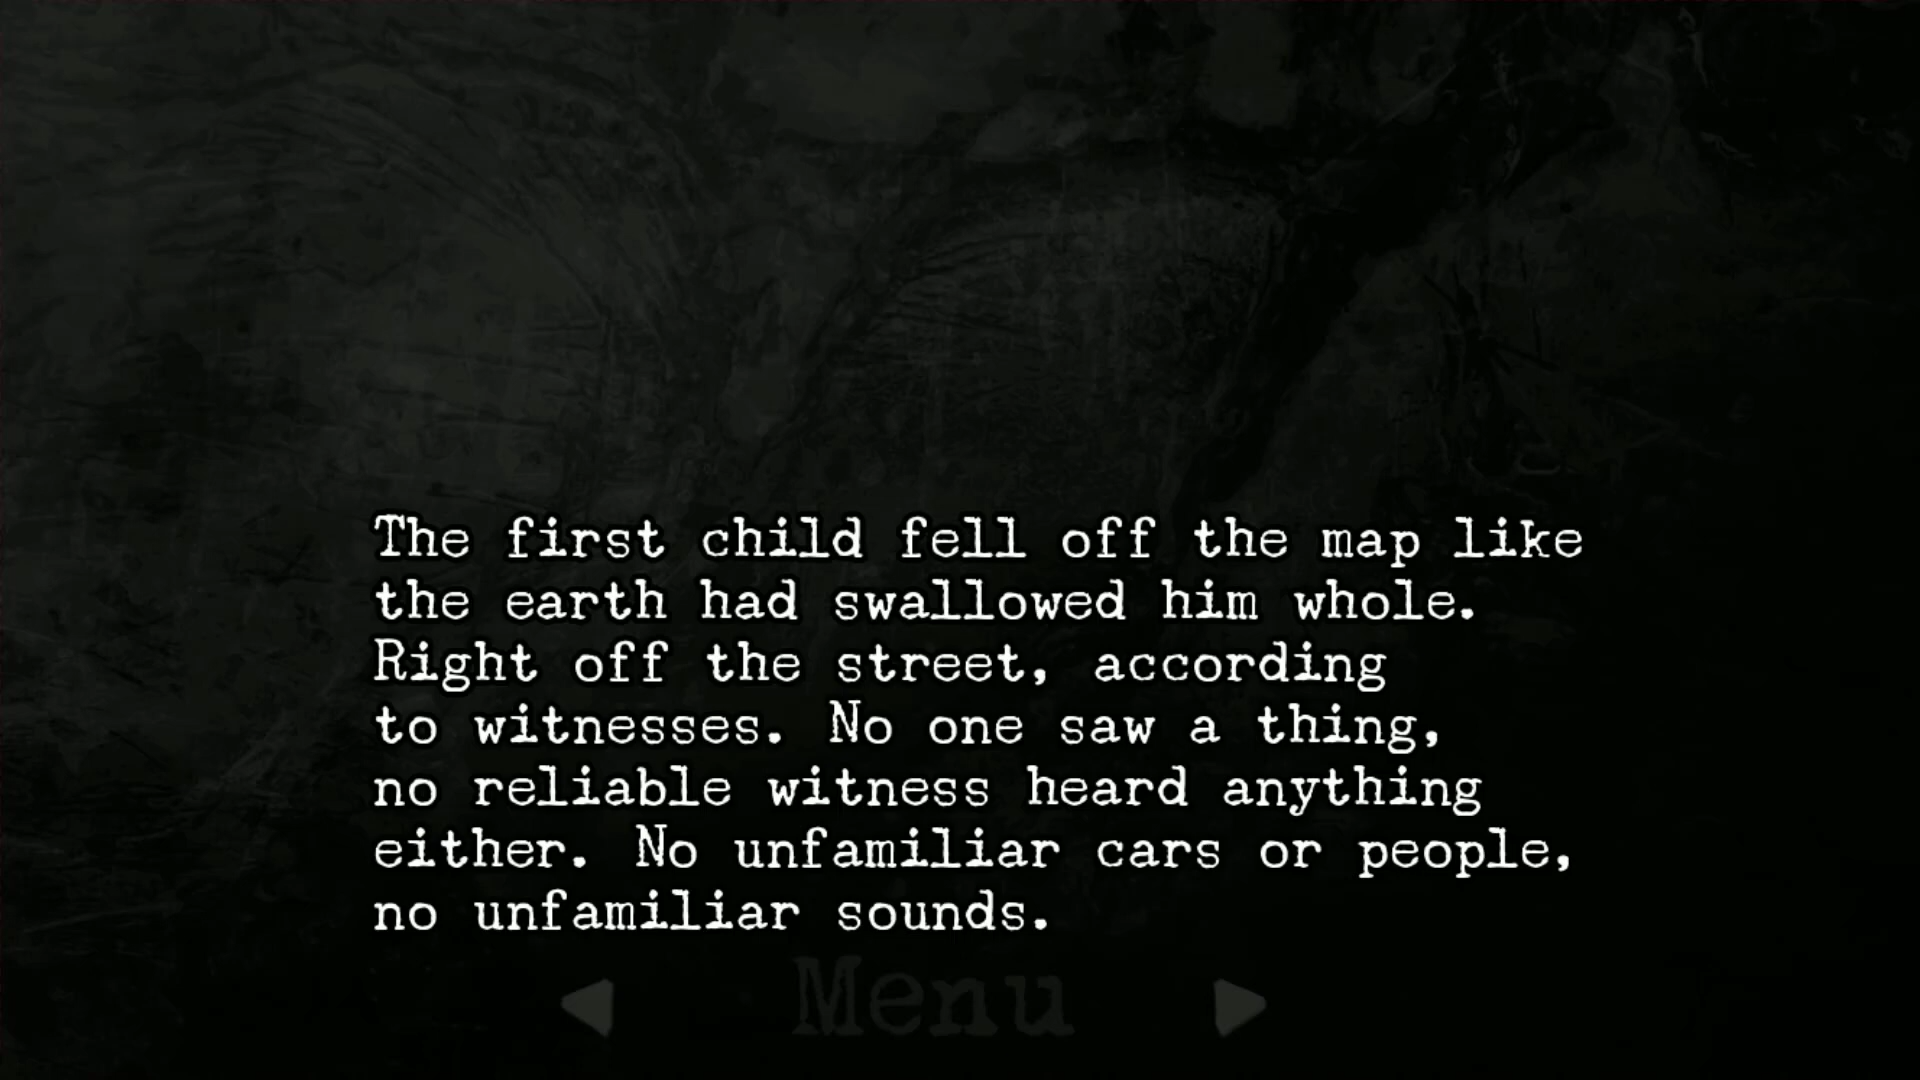 The first child fell off the map like
the earth had swallowed him whole.
Right off the street, according
to witnesses. No one saw a thing,
no reliable witness heard anything
either. No unfamiliar cars or people,
no unfamiliar sounds.
Menu